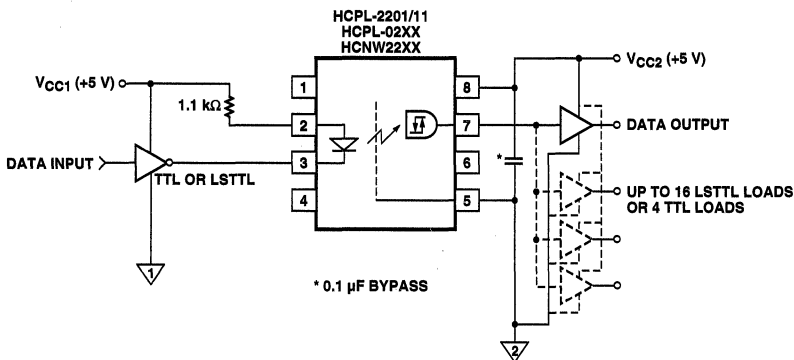 HCPL-2201/11
HCPL-02XX
HCNW22XX
VCC1 (+5 V)
1.1 kΩ
DATA INPUT
TTL OR LSTTL
1
2
3
4
8
7
6
5
*
VCC2 (+5 V)
DATA OUTPUT
UP TO 16 LSTTL LOADS
OR 4 TTL LOADS
1
* 0.1 µF BYPASS
2